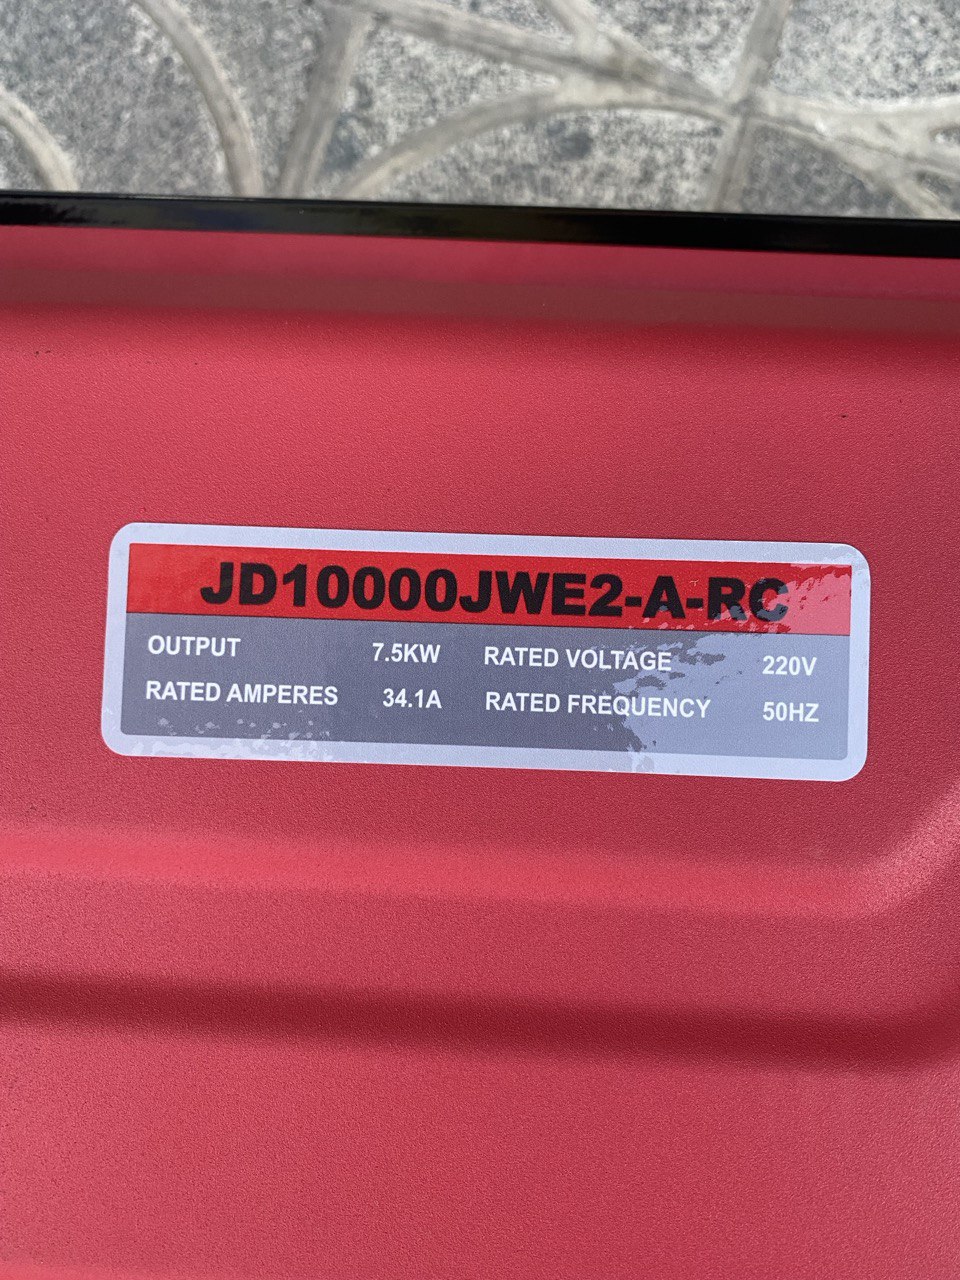 JD10000JWE2-A-RC
OUTPUT 7.5KW RATED VOLTAGE 220V
RATED AMPERES 34.1A RATED FREQUENCY 50HZ